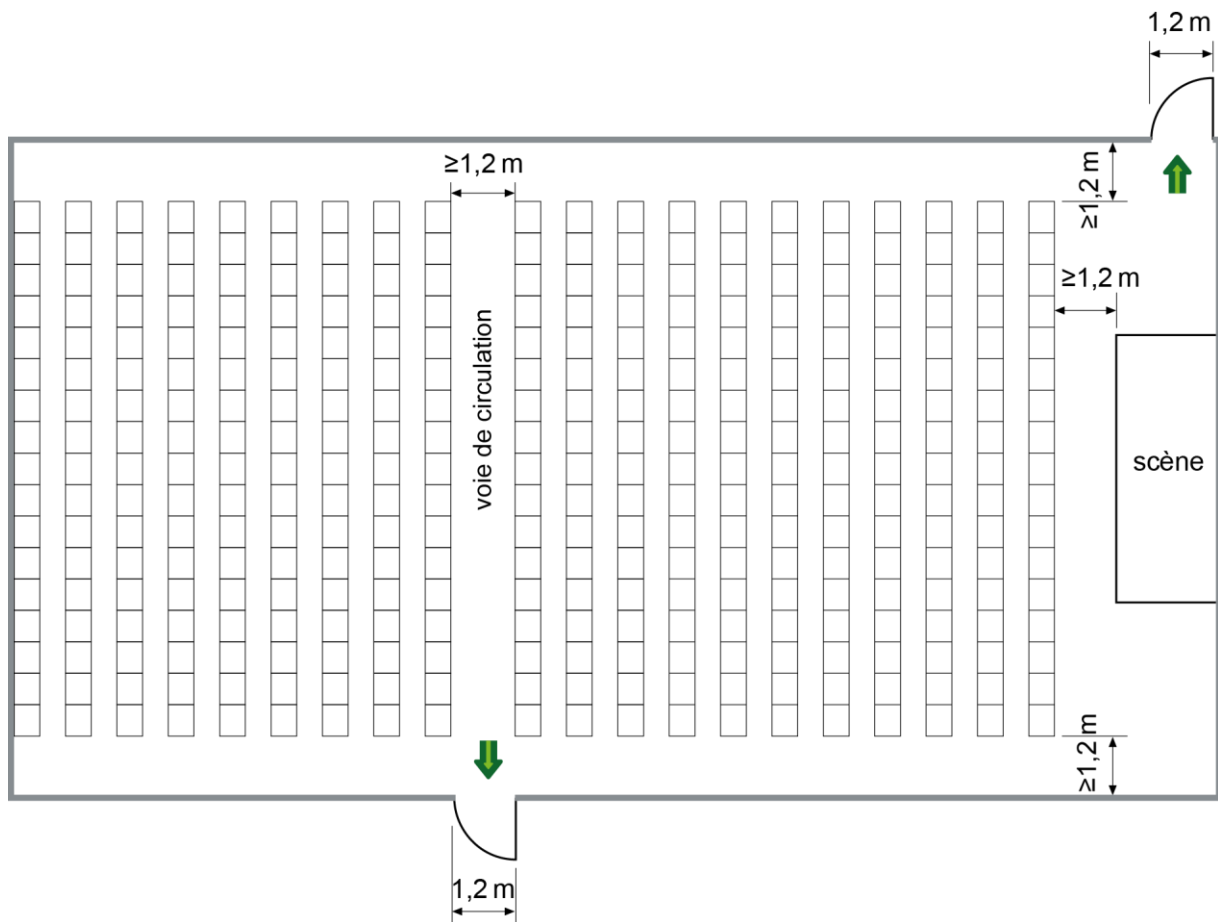 1,2 m
≥1,2 m
≥1,2 m
≥1,2 m
voie de circulation
scène
≥1,2 m
1,2 m